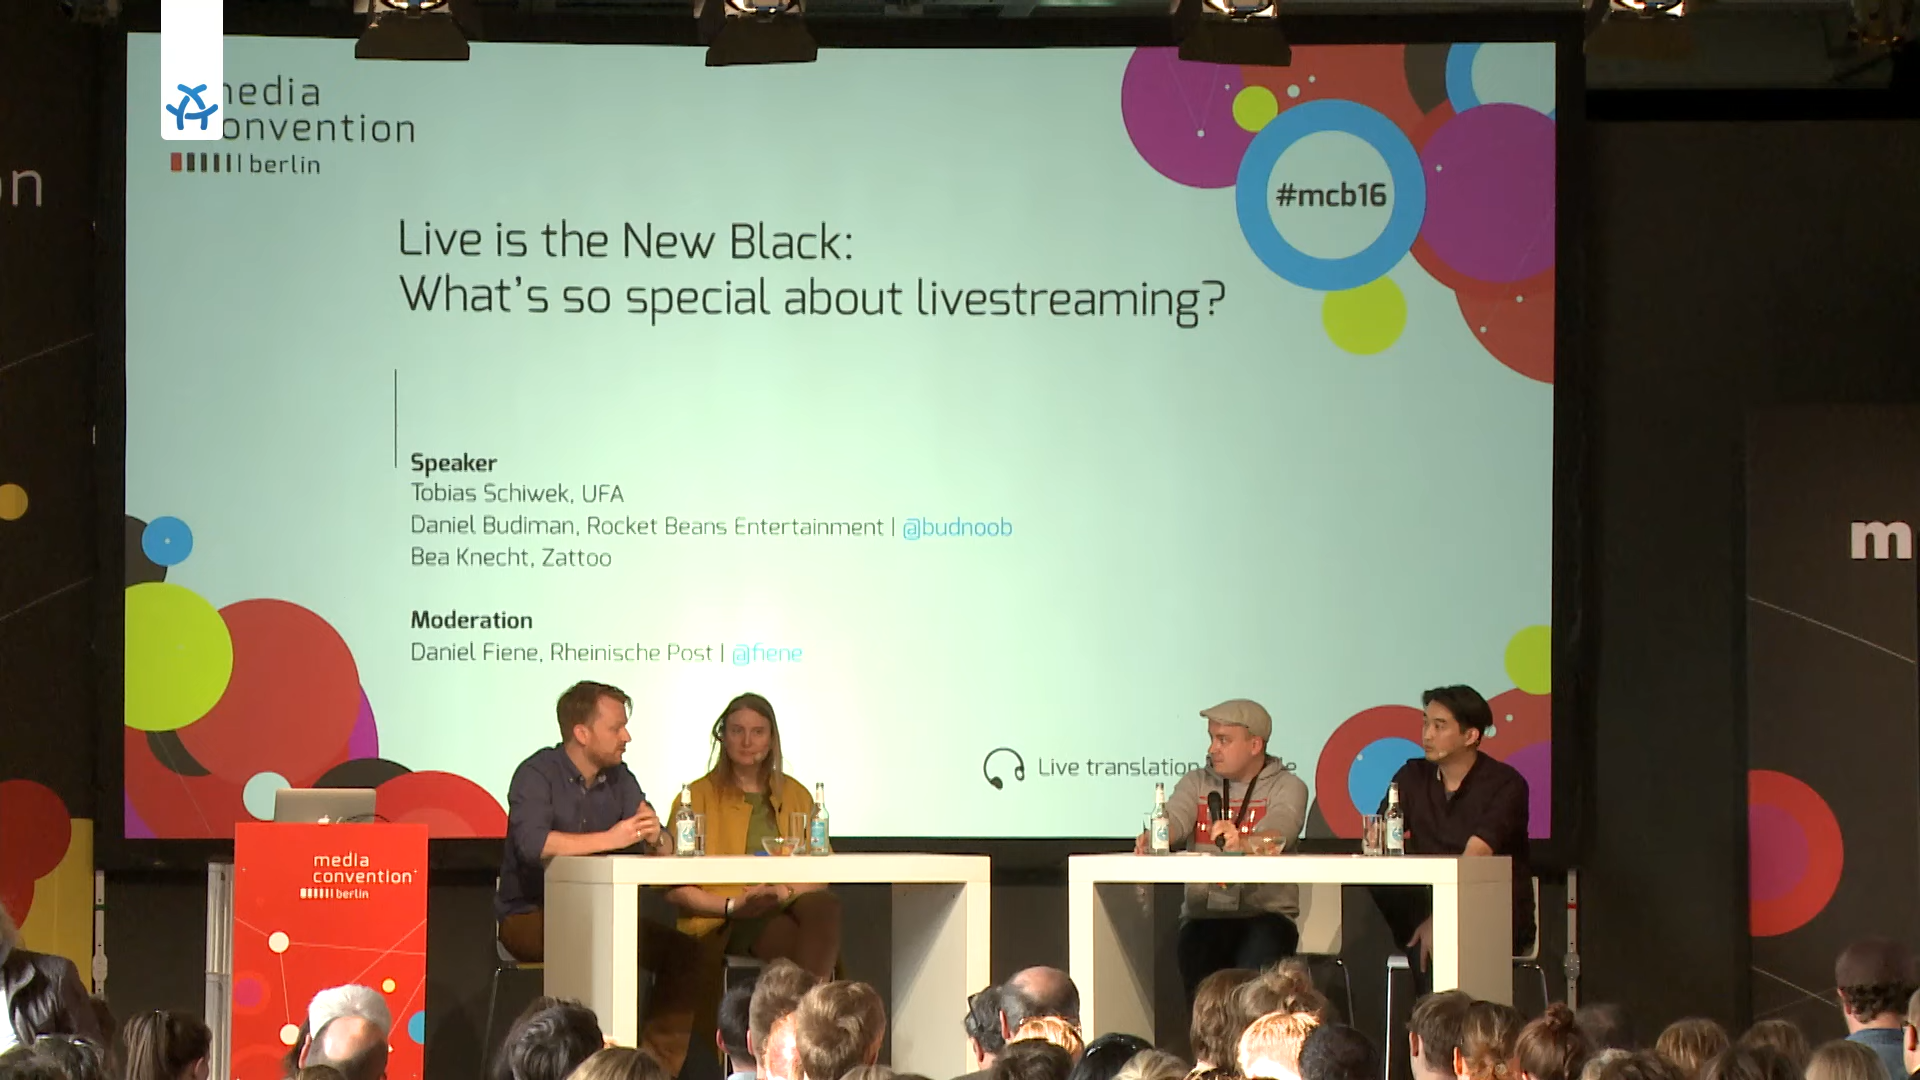 media
convention
berlin
#mcb16
Live is the New Black:
What's so special about livestreaming?
Speaker
Tobias Schiwek, UFA
Daniel Budiman, Rocket Beans Entertainment | @budnoob
Bea Knecht, Zattoo
Moderation
Daniel Fiene, Rheinische Post | @fiene
Live translation
media
convention
berlin
on
m